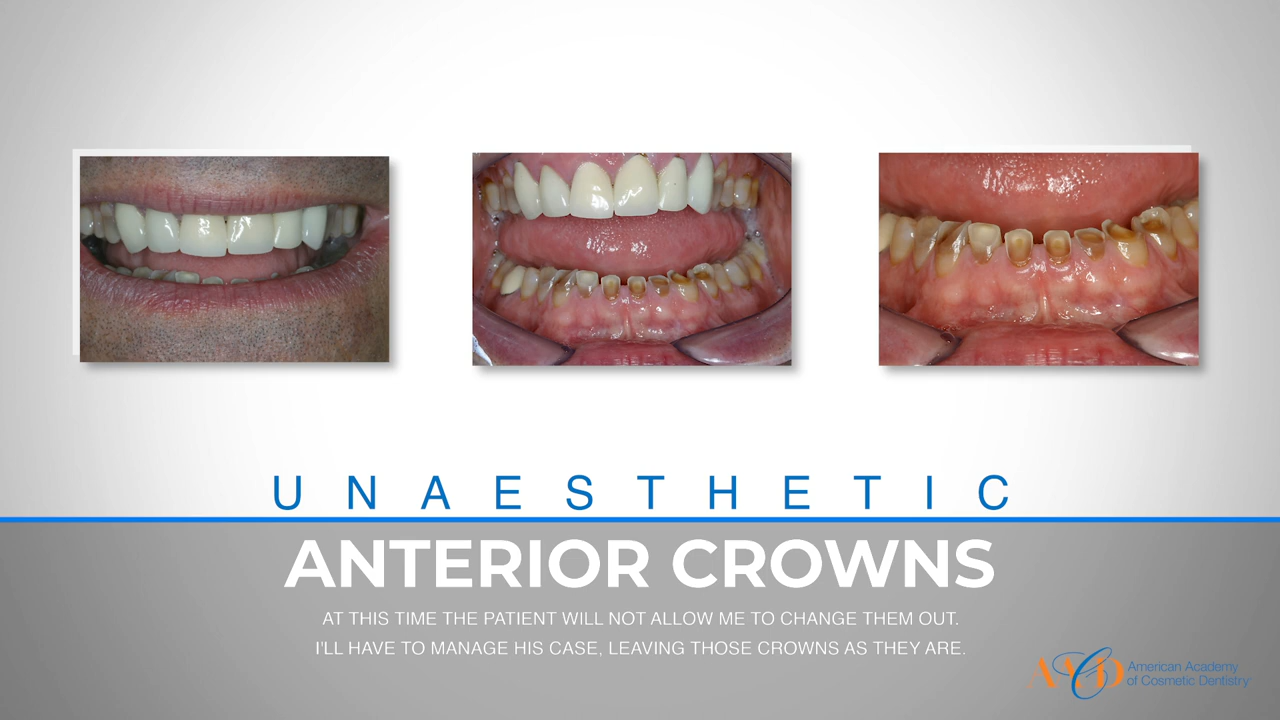 UNAESTHETIC
ANTERIOR CROWNS
AT THIS TIME THE PATIENT WILL NOT ALLOW ME TO CHANGE THEM OUT.
I'LL HAVE TO MANAGE HIS CASE, LEAVING THOSE CROWNS AS THEY ARE.
AACD American Academy
of Cosmetic Dentistry